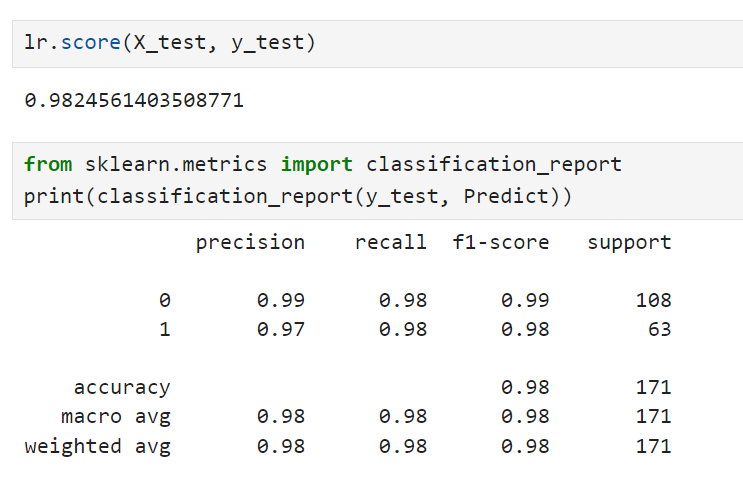 lr.score(X_test, y_test)
0.9824561403508771
from sklearn.metrics import classification_report
print(classification_report(y_test, Predict))
precision recall f1-score support
0 0.99 0.98 0.99 108
1 0.97 0.98 0.98 63
accuracy 0.98 171
macro avg 0.98 0.98 0.98 171
weighted avg 0.98 0.98 0.98 171